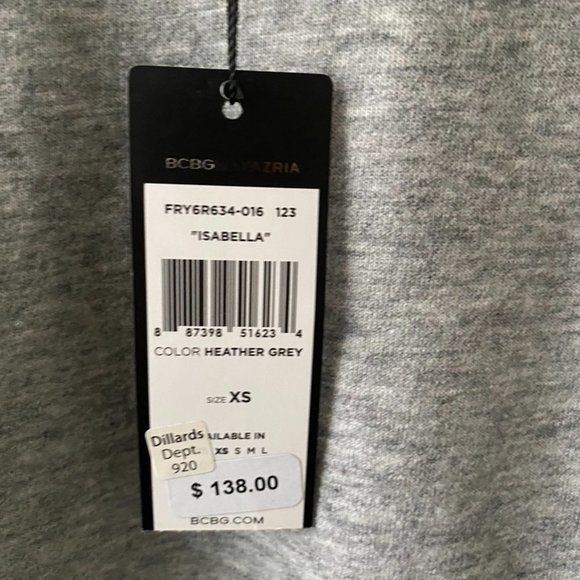 BCBGMAXAZRIA
FRY6R634-016 123
"ISABELLA"
8 87398 51623 4
COLOR HEATHER GREY
SIZE XS
AILABLE IN
XS S M L
Dillards
Dept.
920
$ 138.00
BCBG.COM